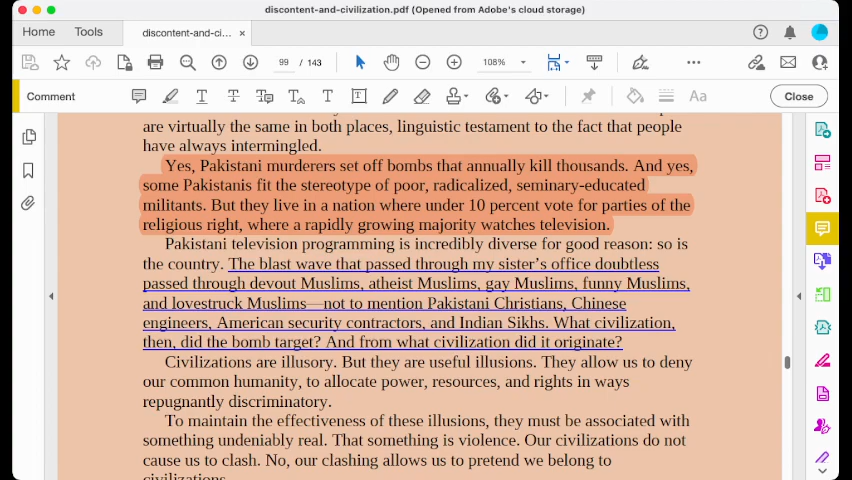 discontent-and-civilization.pdf (Opened from Adobe's cloud storage)
Home Tools discontent-and-ci... ×
99 / 143 108%
Comment T T T T T T Aa Close
are virtually the same in both places, linguistic testament to the fact that people
have always intermingled.
Yes, Pakistani murderers set off bombs that annually kill thousands. And yes,
some Pakistanis fit the stereotype of poor, radicalized, seminary-educated
militants. But they live in a nation where under 10 percent vote for parties of the
religious right, where a rapidly growing majority watches television.
Pakistani television programming is incredibly diverse for good reason: so is
the country. The blast wave that passed through my sister's office doubtless
passed through devout Muslims, atheist Muslims, gay Muslims, funny Muslims,
and lovestruck Muslims—not to mention Pakistani Christians, Chinese
engineers, American security contractors, and Indian Sikhs. What civilization,
then, did the bomb target? And from what civilization did it originate?
Civilizations are illusory. But they are useful illusions. They allow us to deny
our common humanity, to allocate power, resources, and rights in ways
repugnantly discriminatory.
To maintain the effectiveness of these illusions, they must be associated with
something undeniably real. That something is violence. Our civilizations do not
cause us to clash. No, our clashing allows us to pretend we belong to
civilizations.